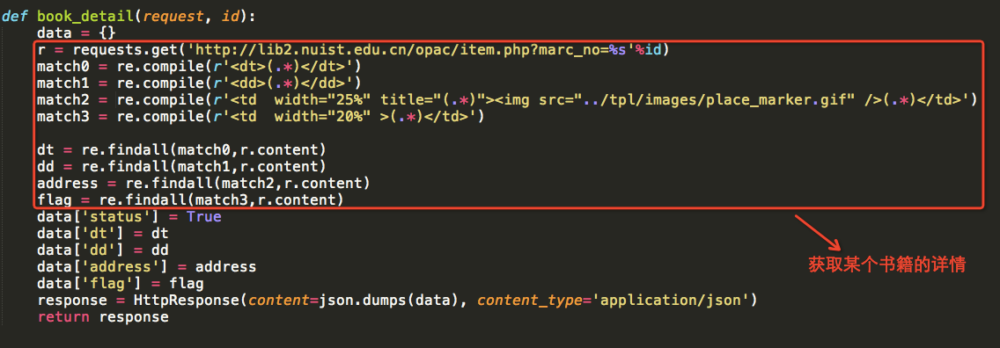 def book_detail(request, id):
    data = {}
    r = requests.get('http://lib2.nuist.edu.cn/opac/item.php?marc_no=%s'%id)
    match0 = re.compile(r'<dt>(.*)</dt>')
    match1 = re.compile(r'<dd>(.*)</dd>')
    match2 = re.compile(r'<td  width="25%" title="(.*)"><img src="../tpl/images/place_marker.gif" />(.*)</td>')
    match3 = re.compile(r'<td  width="20%" >(.*)</td>')
    dt = re.findall(match0,r.content)
    dd = re.findall(match1,r.content)
    address = re.findall(match2,r.content)
    flag = re.findall(match3,r.content)
    data['status'] = True
    data['dt'] = dt
    data['dd'] = dd
    data['address'] = address
    data['flag'] = flag
    response = HttpResponse(content=json.dumps(data), content_type='application/json')
    return response
获取某个书籍的详情